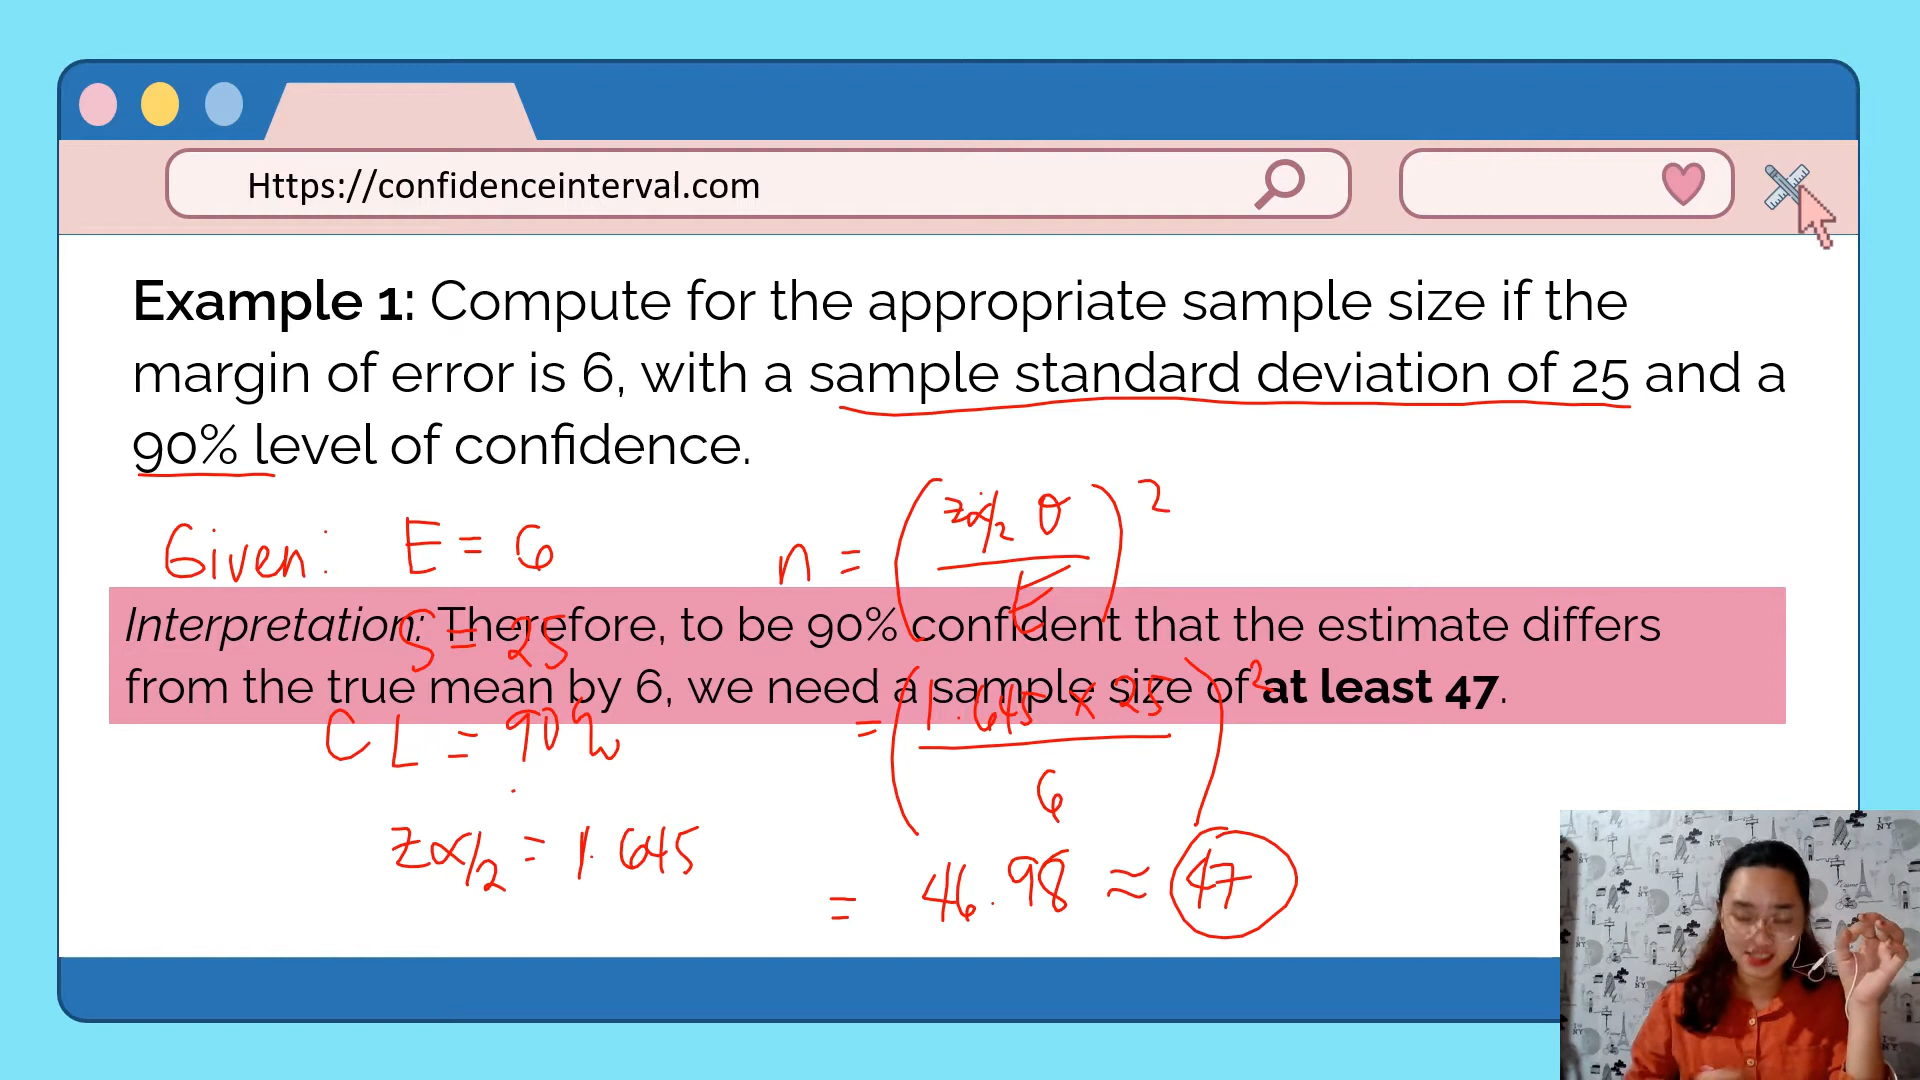 Https://confidenceinterval.com
Example 1: Compute for the appropriate sample size if the
margin of error is 6, with a sample standard deviation of 25 and a
90% level of confidence.
Given: E = 6
S = 25
CL = 90%
zα/2 = 1.645
n = (zα/2 σ / E)²
= (1.645 x 25 / 6)²
= 46.98 ≈ 47
Interpretation: Therefore, to be 90% confident that the estimate differs
from the true mean by 6, we need a sample size of at least 47.